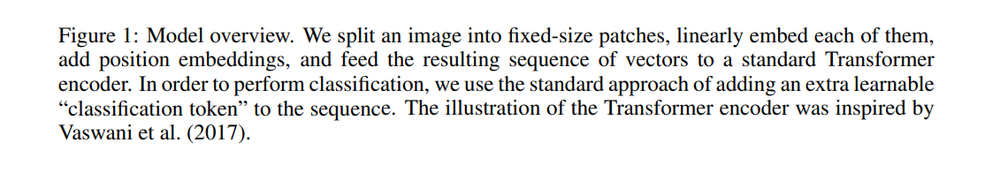 Figure 1: Model overview. We split an image into fixed-size patches, linearly embed each of them,
add position embeddings, and feed the resulting sequence of vectors to a standard Transformer
encoder. In order to perform classification, we use the standard approach of adding an extra learnable
“classification token” to the sequence. The illustration of the Transformer encoder was inspired by
Vaswani et al. (2017).